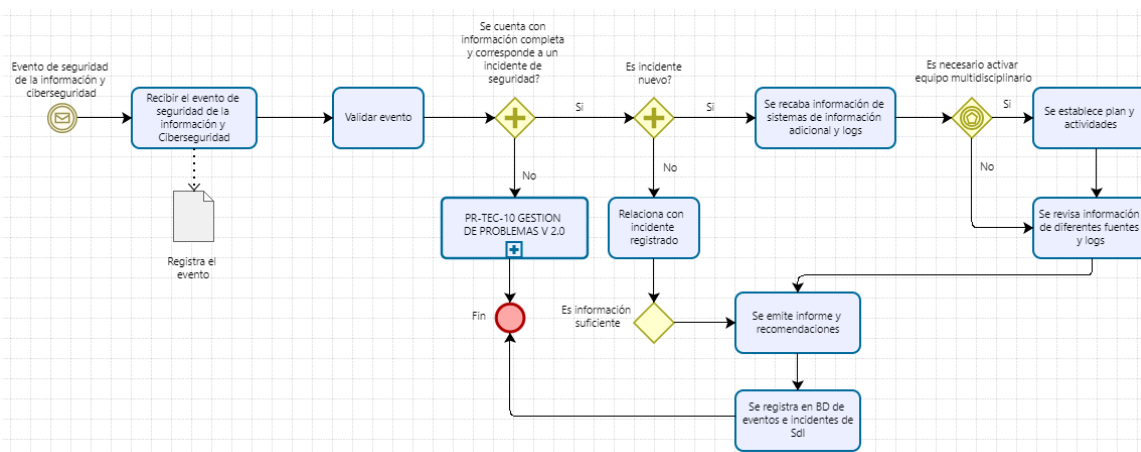 Evento de seguridad
de la información y
ciberseguridad
Recibir el evento de
seguridad de la
información y
Ciberseguridad
Registra el
evento
Validar evento
Se cuenta con
información completa
y corresponde a un
incidente de
seguridad?
Si
No
PR-TEC-10 GESTION
DE PROBLEMAS V 2.0
Fin
Es incidente
nuevo?
Si
No
Relaciona con
incidente
registrado
Es información
suficiente
Se recaba información de
sistemas de información
adicional y logs
Es necesario activar
equipo multidisciplinario
Si
No
Se establece plan y
actividades
Se revisa información
de diferentes fuentes
y logs
Se emite informe y
recomendaciones
Se registra en BD de
eventos e incidentes de
SdI